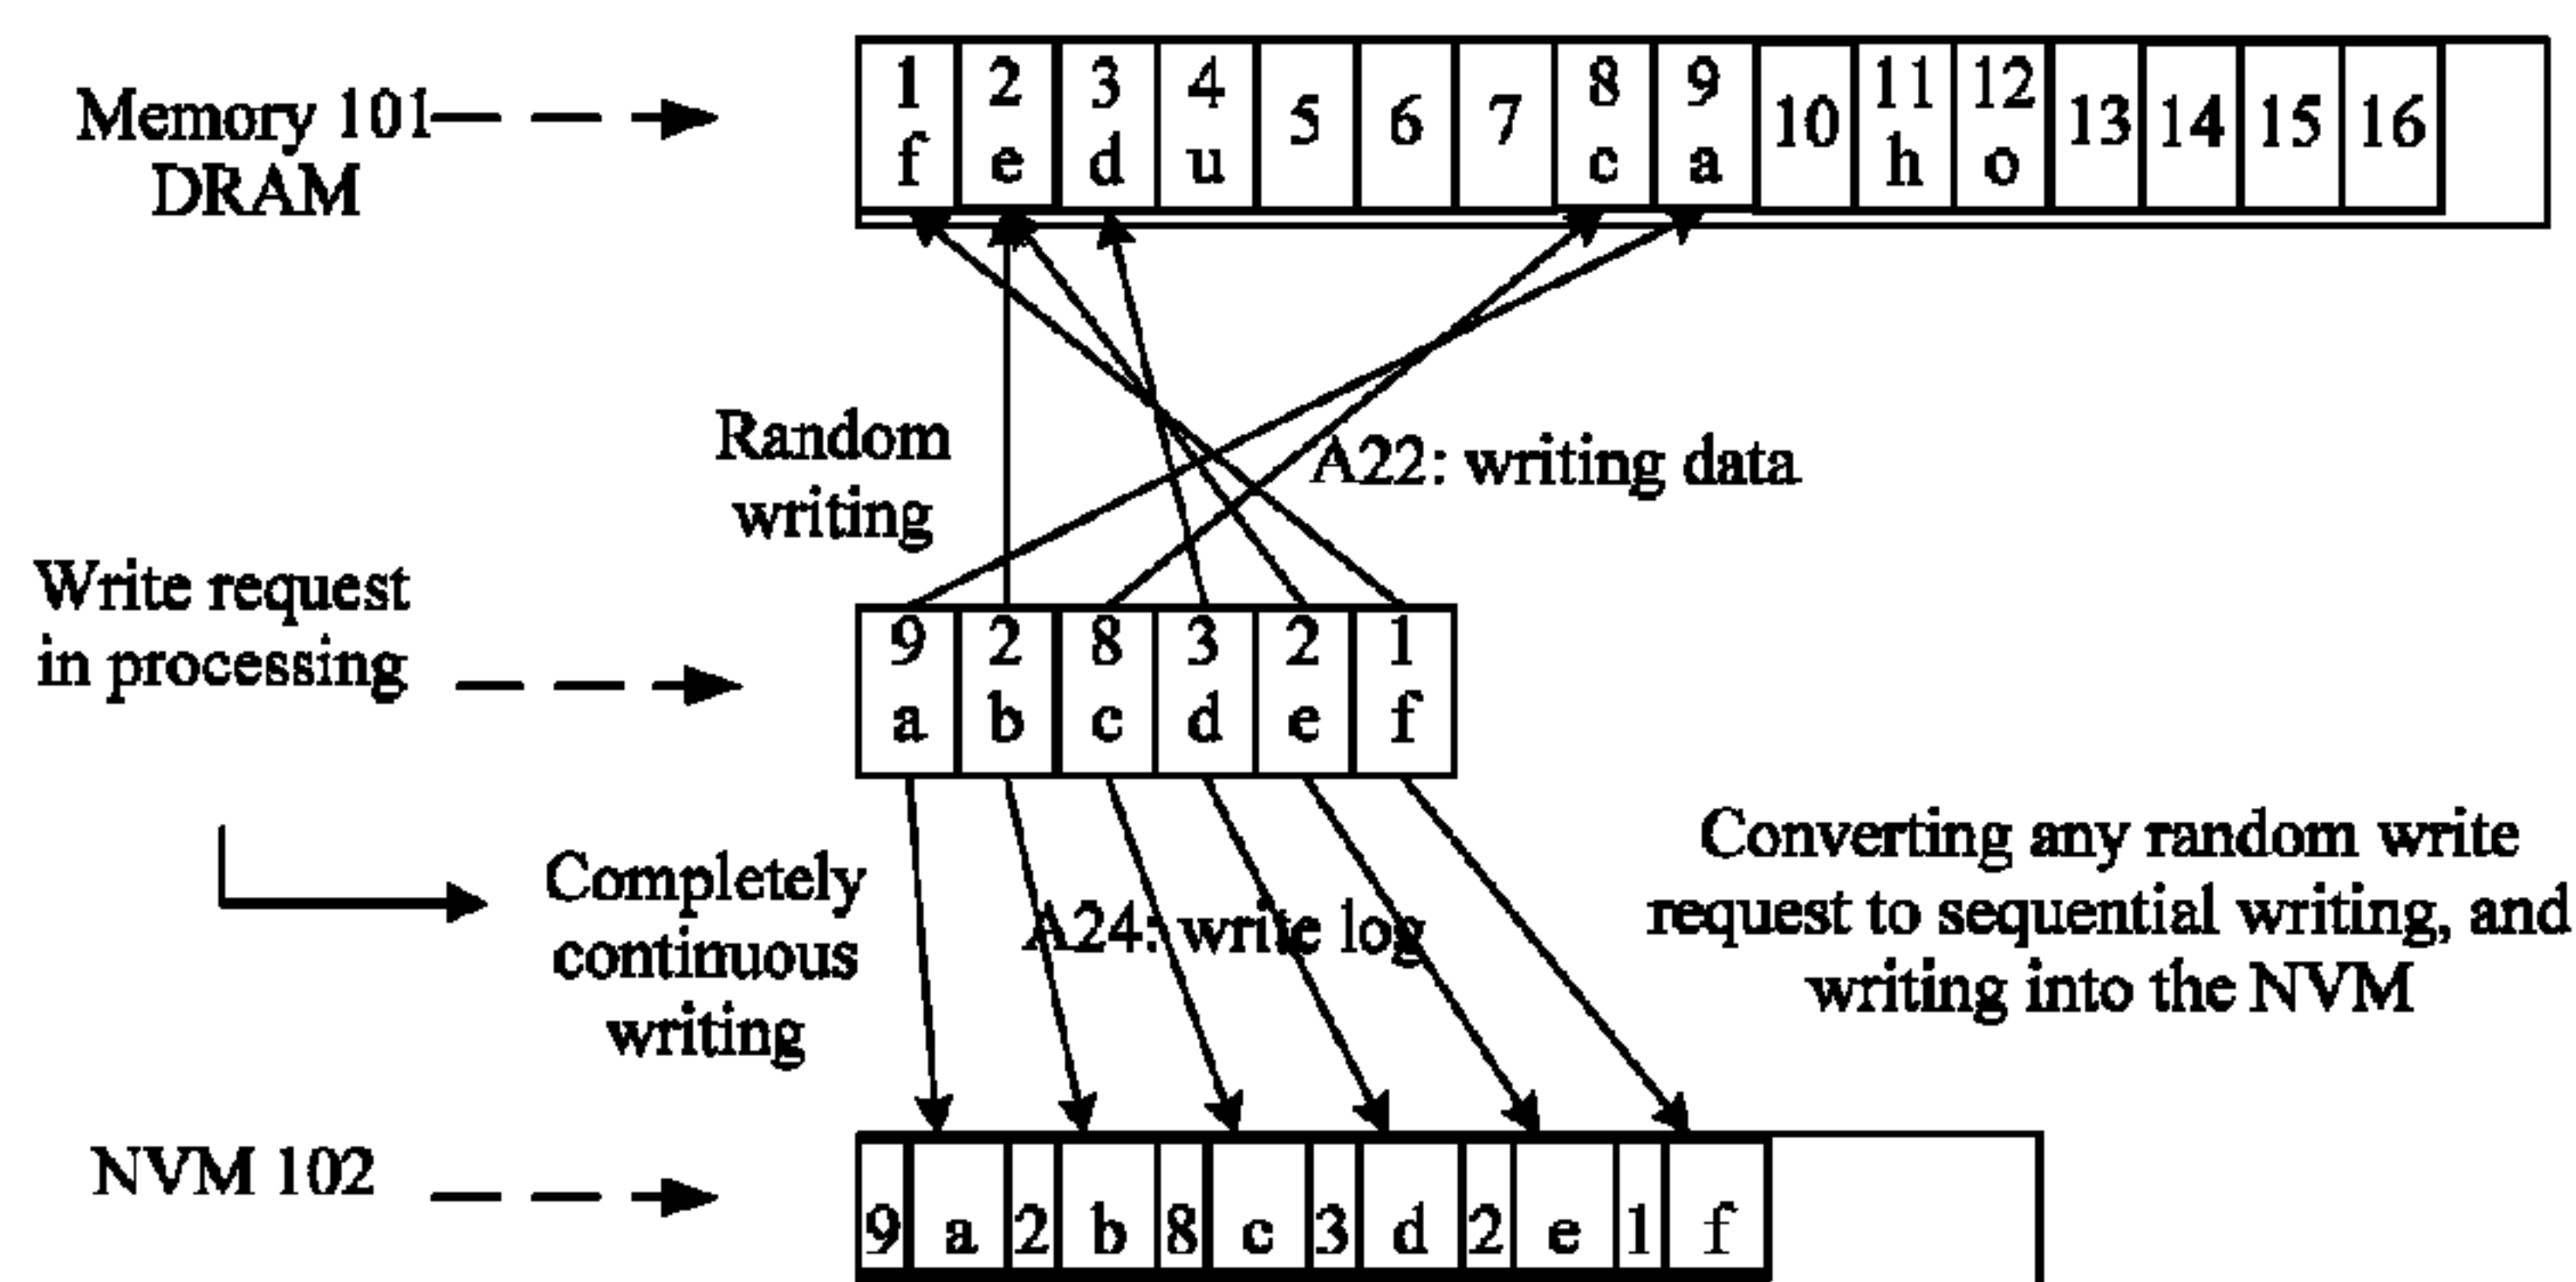 Memory 101
DRAM
1 2 3 4 5 6 7 8 9 10 11 12 13 14 15 16
f e d u c a h o
Random
writing
A22: writing data
Write request
in processing
9 2 8 3 2 1
a b c d e f
Completely
continuous
writing
A24: write log
Converting any random write
request to sequential writing, and
writing into the NVM
NVM 102
9 a 2 b 8 c 3 d 2 e 1 f